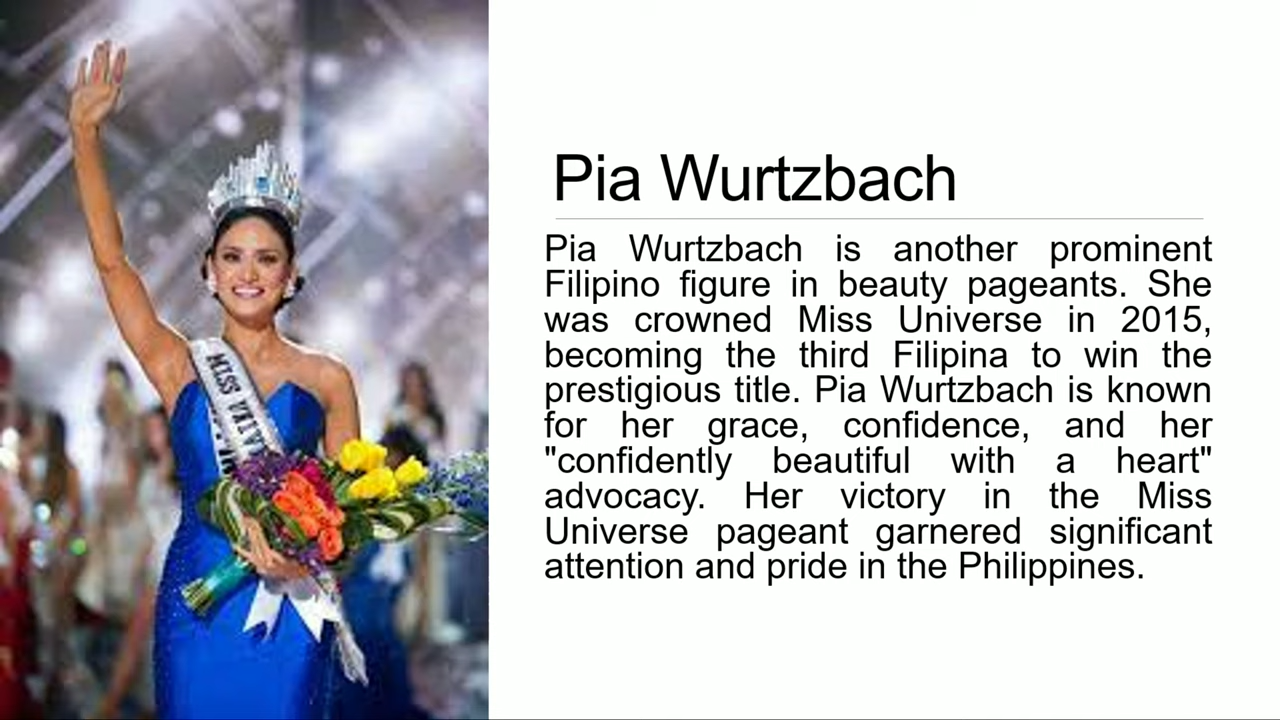 Pia Wurtzbach
Pia Wurtzbach is another prominent
Filipino figure in beauty pageants. She
was crowned Miss Universe in 2015,
becoming the third Filipina to win the
prestigious title. Pia Wurtzbach is known
for her grace, confidence, and her
"confidently beautiful with a heart"
advocacy. Her victory in the Miss
Universe pageant garnered significant
attention and pride in the Philippines.
MISS